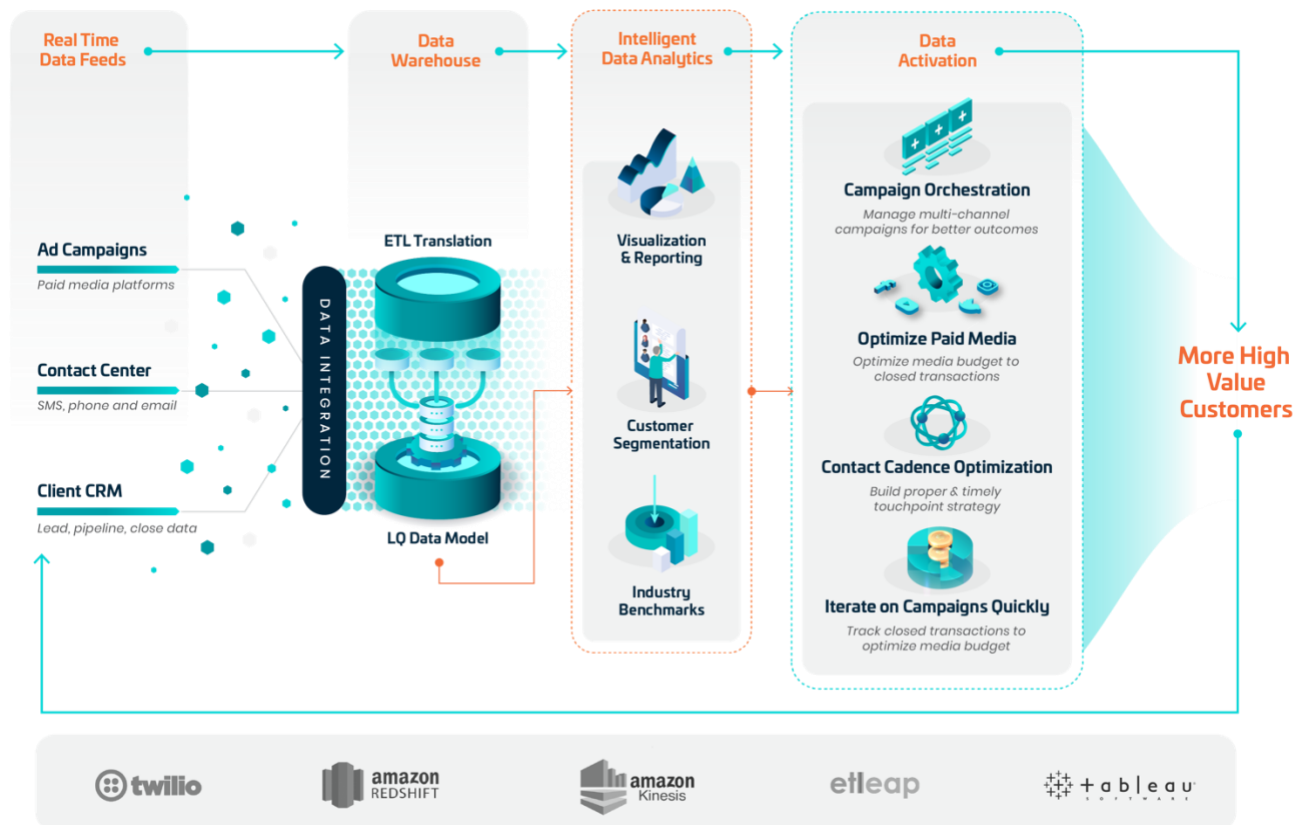 Real Time
Data Feeds
Data
Warehouse
Intelligent
Data Analytics
Data
Activation
Ad Campaigns
Paid media platforms
Contact Center
SMS, phone and email
Client CRM
Lead, pipeline, close data
DATA INTEGRATION
ETL Translation
LQ Data Model
Visualization
& Reporting
Customer
Segmentation
Industry
Benchmarks
Campaign Orchestration
Manage multi-channel
campaigns for better outcomes
Optimize Paid Media
Optimize media budget to
closed transactions
Contact Cadence Optimization
Build proper & timely
touchpoint strategy
Iterate on Campaigns Quickly
Track closed transactions to
optimize media budget
More High
Value
Customers
twilio
amazon
REDSHIFT
amazon
Kinesis
etleap
tableau
SOFTWARE